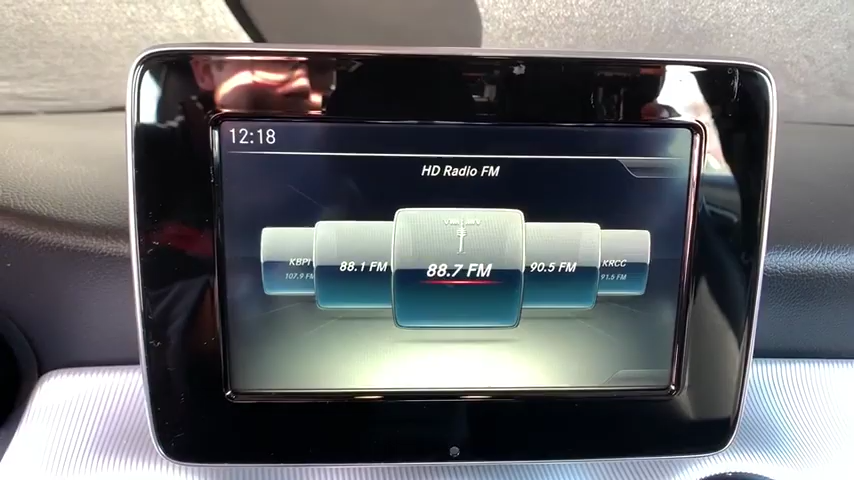 12:18
HD Radio FM
KBPI
107.9 FM
88.1 FM
88.7 FM
90.5 FM
KRCC
91.5 FM